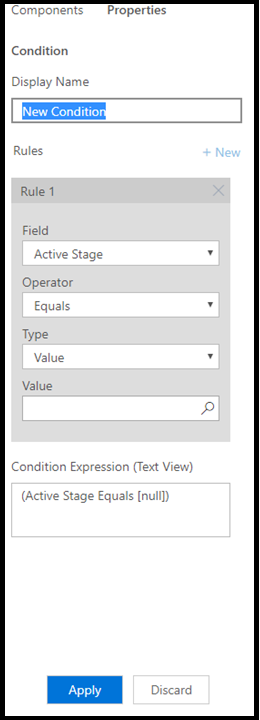 Components Properties
Condition
Display Name
New Condition
Rules + New
Rule 1
Field
Active Stage
Operator
Equals
Type
Value
Value
Condition Expression (Text View)
(Active Stage Equals [null])
Apply Discard